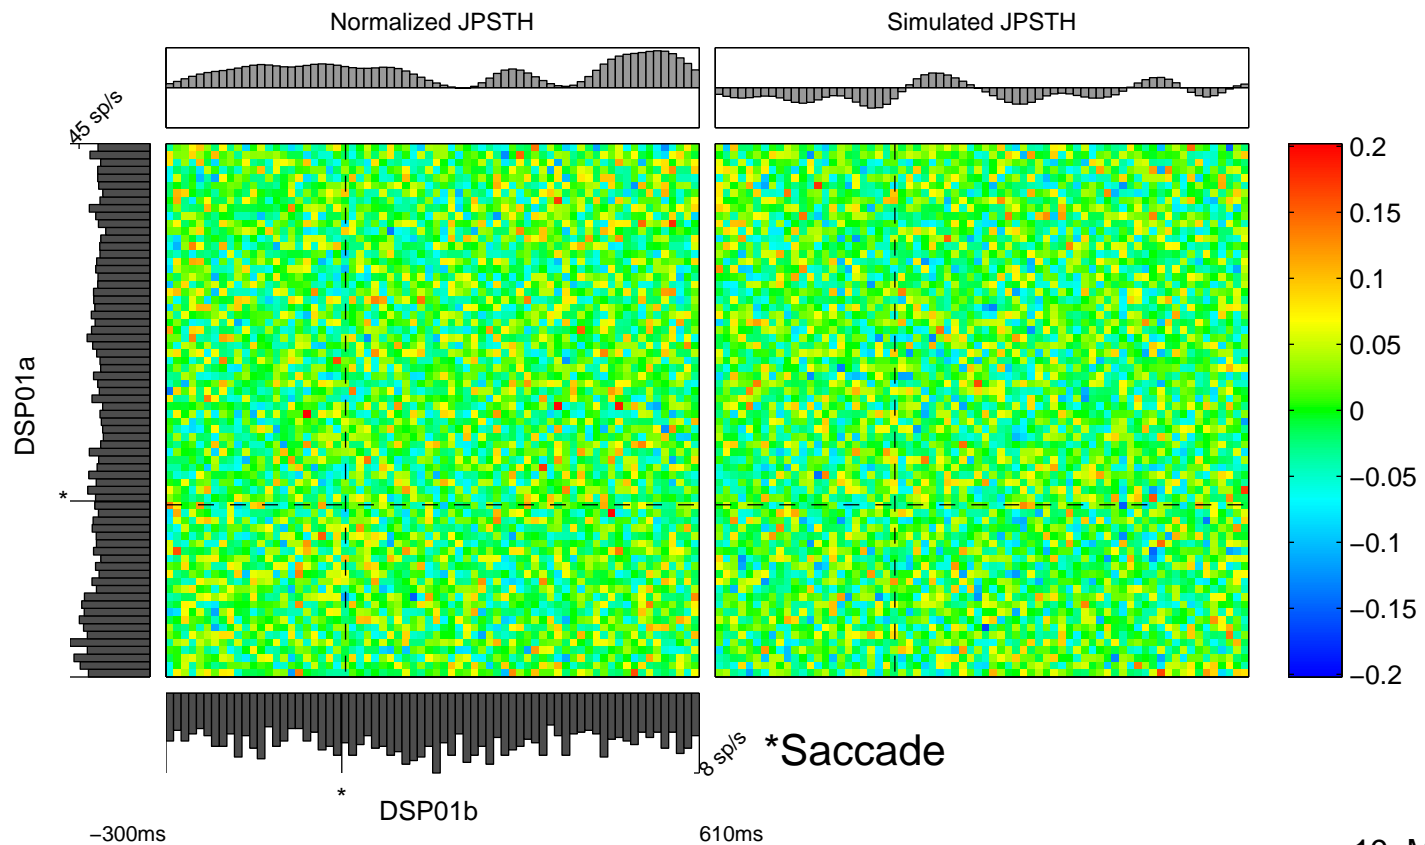 Normalized JPSTH
Simulated JPSTH
45 sp/s
DSP01a
*
0.2
0.15
0.1
0.05
0
−0.05
−0.1
−0.15
−0.2
8 sp/s
*Saccade
*
DSP01b
−300ms
610ms